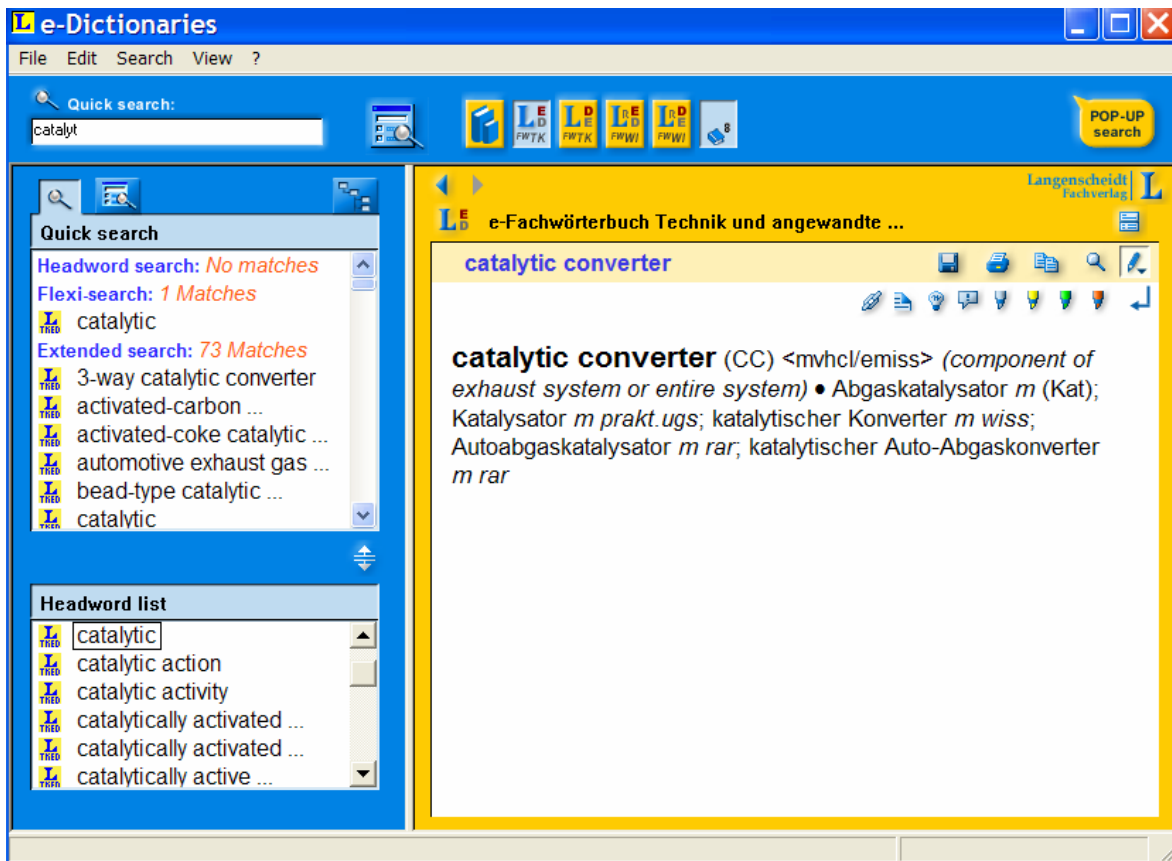 L e-Dictionaries
File Edit Search View ?
Quick search:
catalyt
L E D FWTK
L D E FWTK
L R E D FWWI
L R D E FWWI
8
POP-UP
search
Quick search
Headword search: No matches
Flexi-search: 1 Matches
catalytic
Extended search: 73 Matches
3-way catalytic converter
activated-carbon ...
activated-coke catalytic ...
automotive exhaust gas ...
bead-type catalytic ...
catalytic
Headword list
catalytic
catalytic action
catalytic activity
catalytically activated ...
catalytically activated ...
catalytically active ...
Langenscheidt L
Fachverlag
L E D e-Fachwörterbuch Technik und angewandte ...
catalytic converter
catalytic converter (CC) <mvhcl/emiss> (component of
exhaust system or entire system) ● Abgaskatalysator m (Kat);
Katalysator m prakt.ugs; katalytischer Konverter m wiss;
Autoabgaskatalysator m rar; katalytischer Auto-Abgaskonverter
m rar